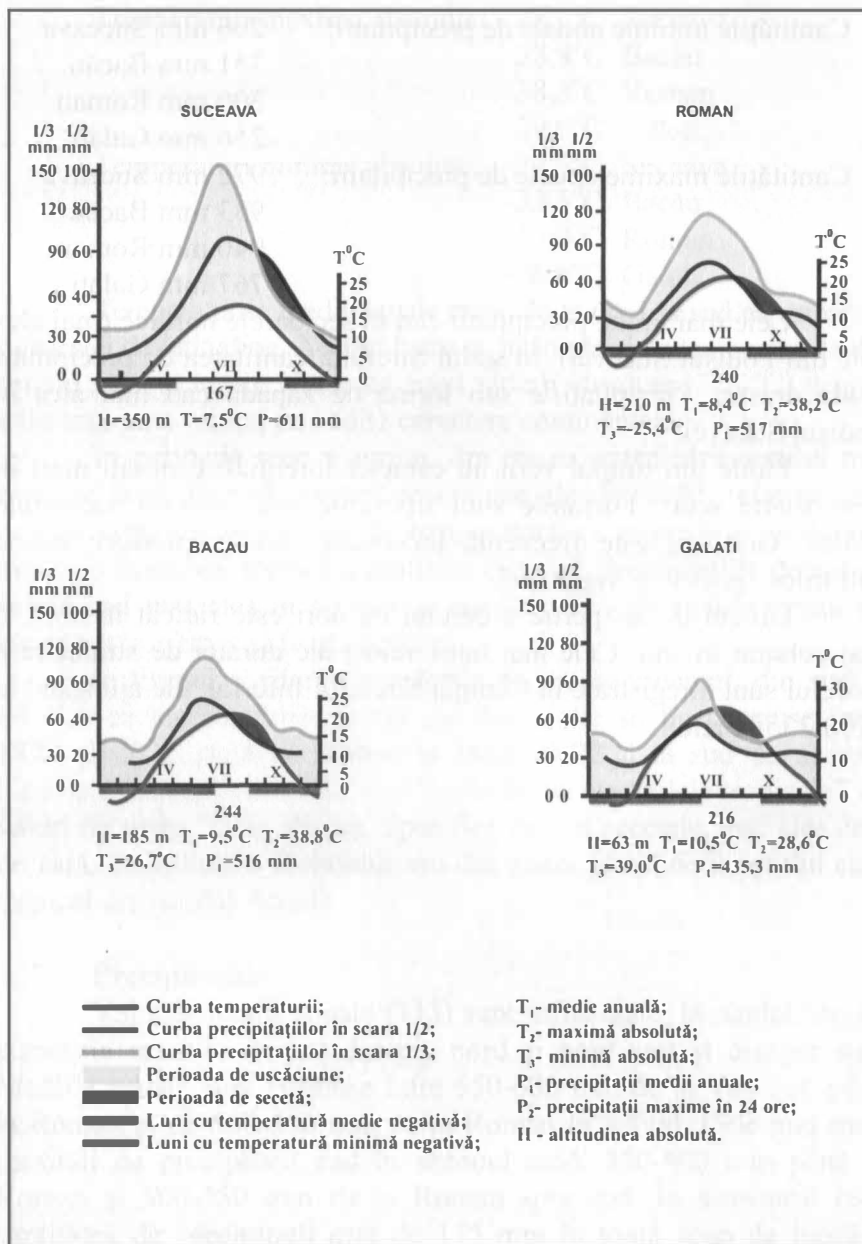 SUCEAVA
1/3 1/2
mm mm
150 100
120 80
90 60
60 40
30 20
0 0
T⁰C
25
20
15
10
5
0
IV VII X
167
H=350 m T=7,5⁰C P=611 mm
ROMAN
1/3 1/2
mm mm
150 100
120 80
90 60
60 40
30 20
0 0
T⁰C
25
20
15
10
5
0
IV VII X
T₁=8,4⁰C T₂=38,2⁰C
T₃=-25,4⁰C P₁=517 mm
BACAU
1/3 1/2
mm mm
150 100
120 80
90 60
60 40
30 20
0 0
T⁰C
25
20
15
10
5
0
IV VII X
244
H=185 m T₁=9,5⁰C T₂=38,8⁰C
T₃=26,7⁰C P₁=516 mm
GALATI
1/3 1/2
mm mm
150 100
120 80
90 60
60 40
30
0 0
T⁰C
30
20
10
0
IV VII X
216
H=63 m T₁=10,5⁰C T₂=28,6⁰C
T₃=39,0⁰C P₁=435,3 mm
Curba temperaturii;
Curba precipitațiilor în scara 1/2;
Curba precipitațiilor în scara 1/3;
Perioada de uscăciune;
Perioada de secetă;
Luni cu temperatură medie negativă;
Luni cu temperatură minină negativă;
T₁- medie anuală;
T₂- maximă absolută;
T₃- minină absolută;
P₁- precipitații medii anuale;
P₂- precipitații maxime în 24 ore;
H - altitudinea absolută.